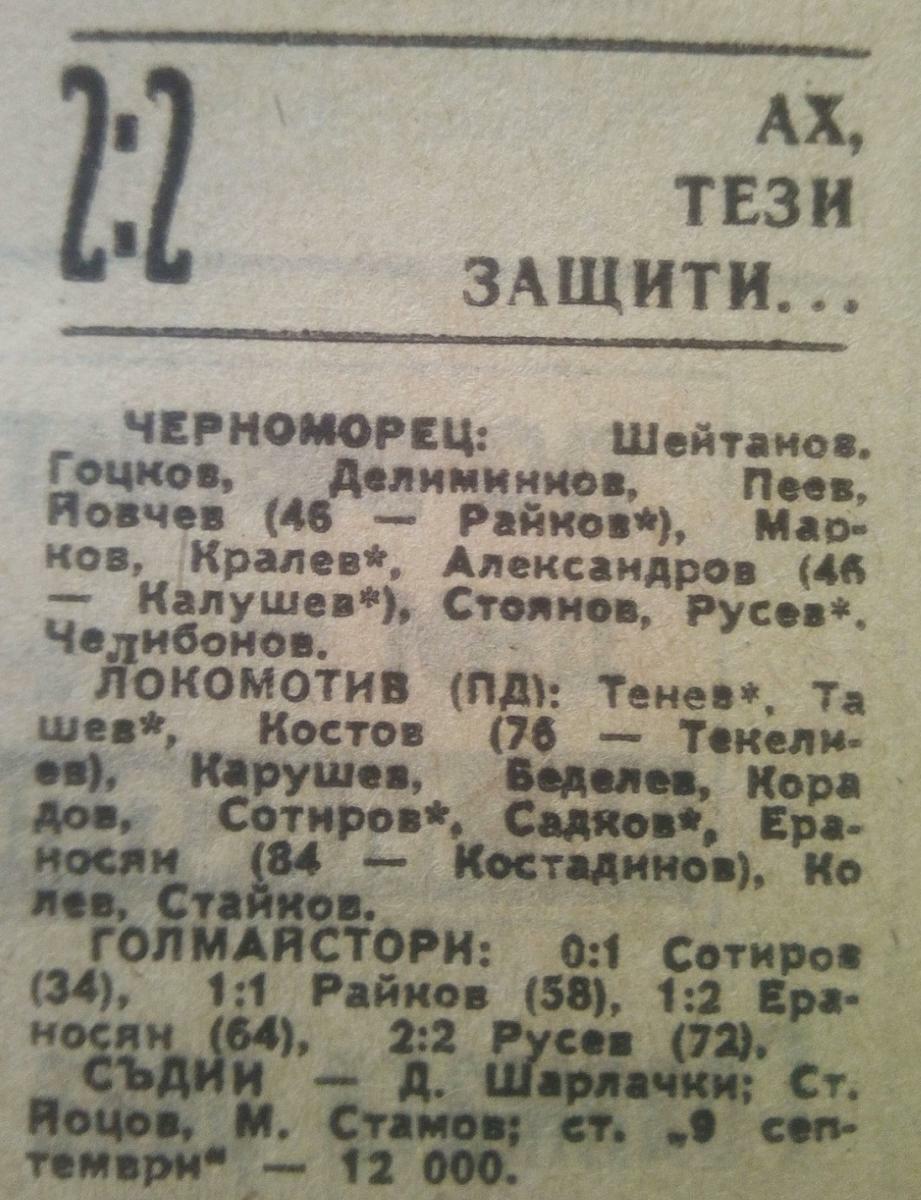 2:2
АХ,
ТЕЗИ
ЗАЩИТИ...
ЧЕРНОМОРЕЦ: Шейтанов,
Гоцков, Делиминков, Пеев,
Йовчев (46 — Райков*), Мар-
ков, Кралев*, Александров (46
— Калушев*), Стоянов, Русев*,
Челибонов.
ЛОКОМОТИВ (ПД): Тенев*, Та
шев*, Костов (76 — Текели-
ев), Карушев, Беделев, Кора
дов, Сотиров*, Садков*, Ера-
носян (84 — Костадинов), Ко
лев, Стайков.
ГОЛМАЙСТОРИ: 0:1 Сотиров
(34), 1:1 Райков (58), 1:2 Ера-
носян (64), 2:2 Русев (72).
СЪДИИ — Д. Шарлачки; Ст.
Йоцов, М. Стамов; ст. „9 сеп-
тември“ — 12 000.